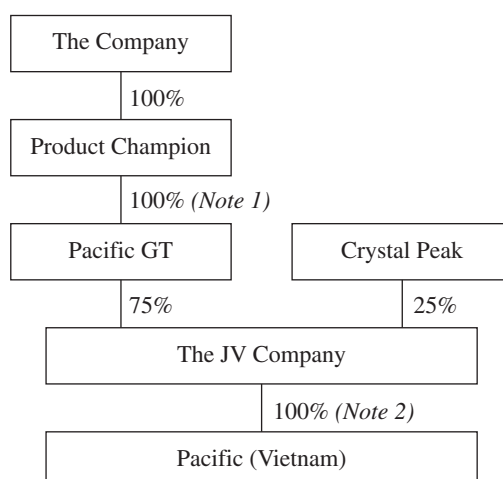 The Company
100%
Product Champion
100% (Note 1)
Pacific GT
Crystal Peak
75%
25%
The JV Company
100% (Note 2)
Pacific (Vietnam)